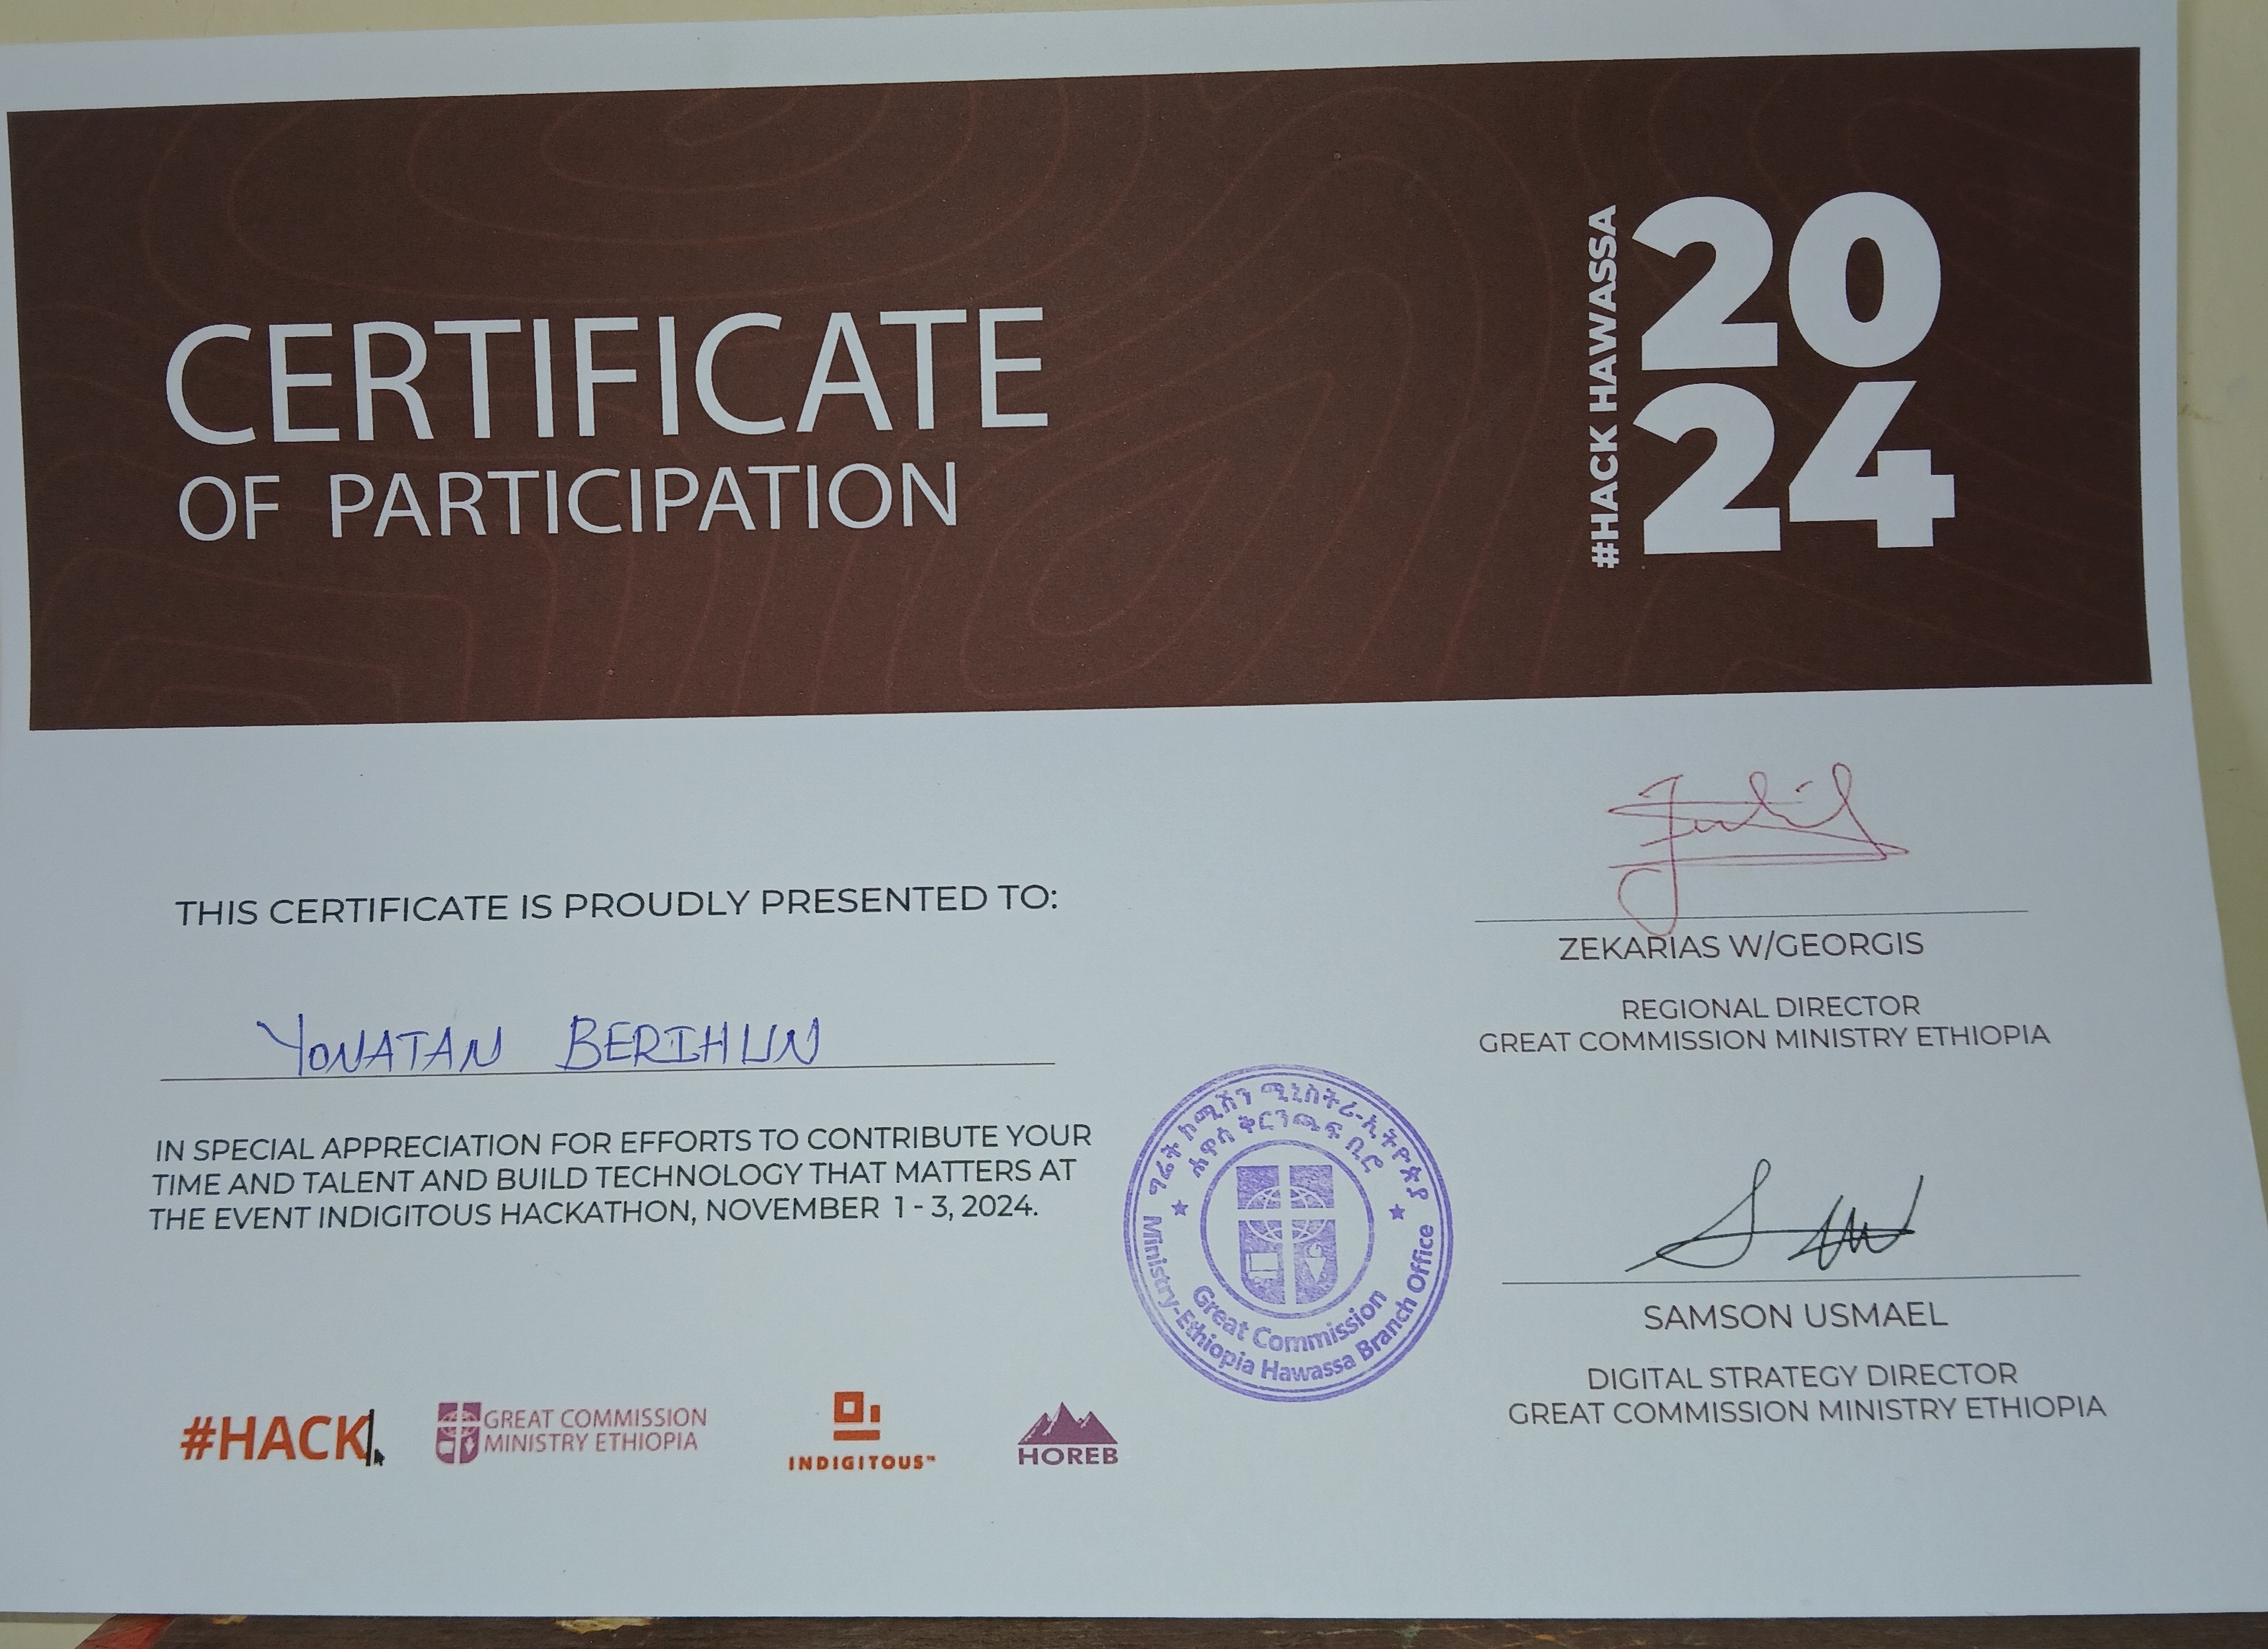 CERTIFICATE
OF PARTICIPATION
#HACK HAWASSA
20
24
THIS CERTIFICATE IS PROUDLY PRESENTED TO:
YONATAN BERIHUN
IN SPECIAL APPRECIATION FOR EFFORTS TO CONTRIBUTE YOUR
TIME AND TALENT AND BUILD TECHNOLOGY THAT MATTERS AT
THE EVENT INDIGITOUS HACKATHON, NOVEMBER 1 - 3, 2024.
ZEKARIAS W/GEORGIS
REGIONAL DIRECTOR
GREAT COMMISSION MINISTRY ETHIOPIA
ግሬት ኮሚሽን ሚኒስትሪ-ኢትዮጵያ
ሐዋሳ ቅርንጫፍ ቢሮ
Great Commission
Ministry-Ethiopia Hawassa Branch Office
SAMSON USMAEL
DIGITAL STRATEGY DIRECTOR
GREAT COMMISSION MINISTRY ETHIOPIA
#HACK
GREAT COMMISSION
MINISTRY ETHIOPIA
INDIGITOUS™
HOREB